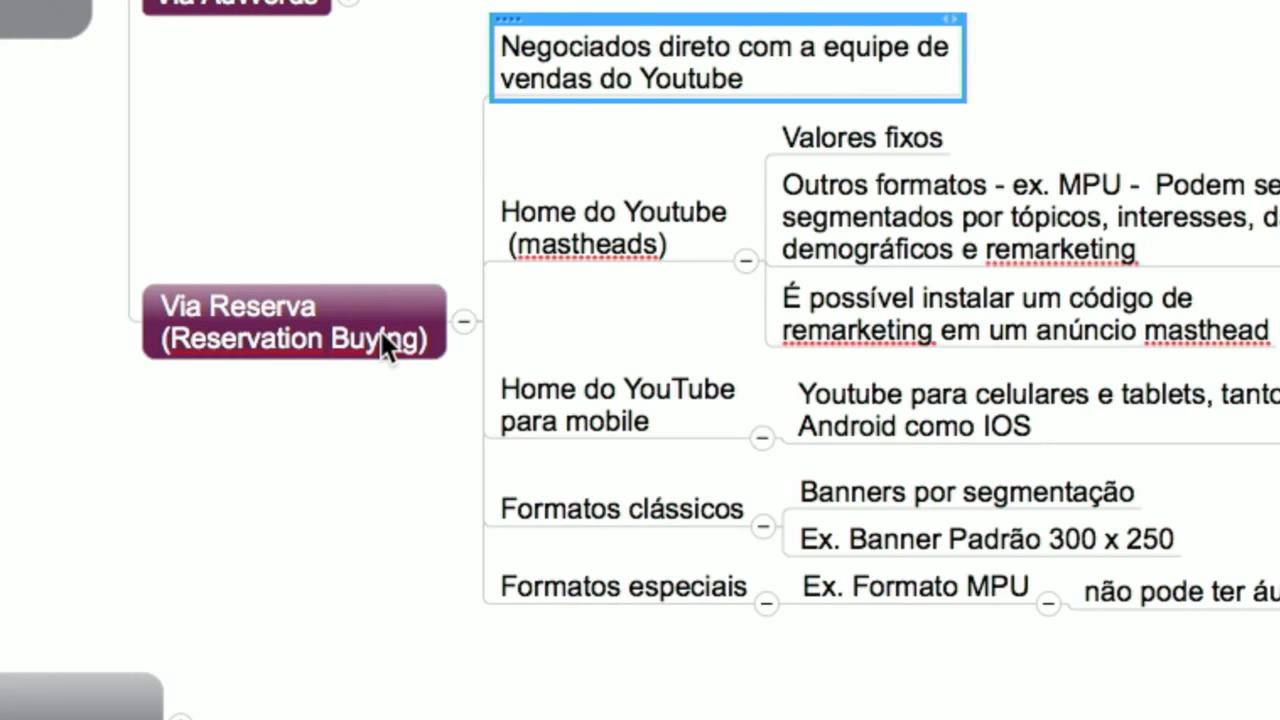 Via AdWords
Negociados direto com a equipe de
vendas do Youtube
Valores fixos
Outros formatos - ex. MPU - Podem se
segmentados por tópicos, interesses, d
demográficos e remarketing
Home do Youtube
(mastheads)
É possível instalar um código de
remarketing em um anúncio masthead
Via Reserva
(Reservation Buying)
Home do YouTube
para mobile
Youtube para celulares e tablets, tanto
Android como IOS
Formatos clássicos
Banners por segmentação
Ex. Banner Padrão 300 x 250
Formatos especiais
Ex. Formato MPU
não pode ter áu